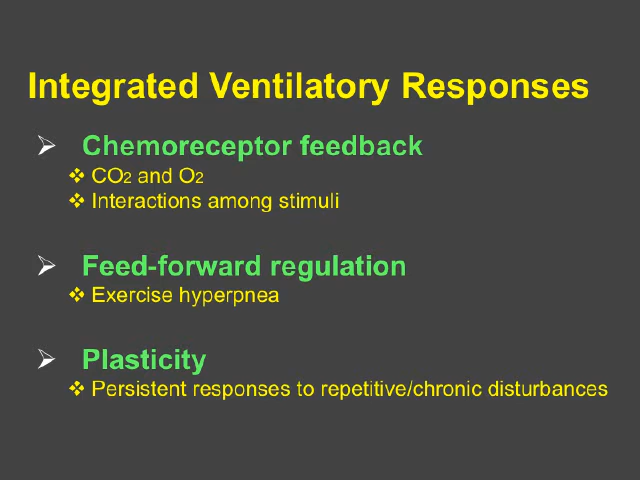 Integrated Ventilatory Responses
➢ Chemoreceptor feedback
❖ CO2 and O2
❖ Interactions among stimuli
➢ Feed-forward regulation
❖ Exercise hyperpnea
➢ Plasticity
❖ Persistent responses to repetitive/chronic disturbances